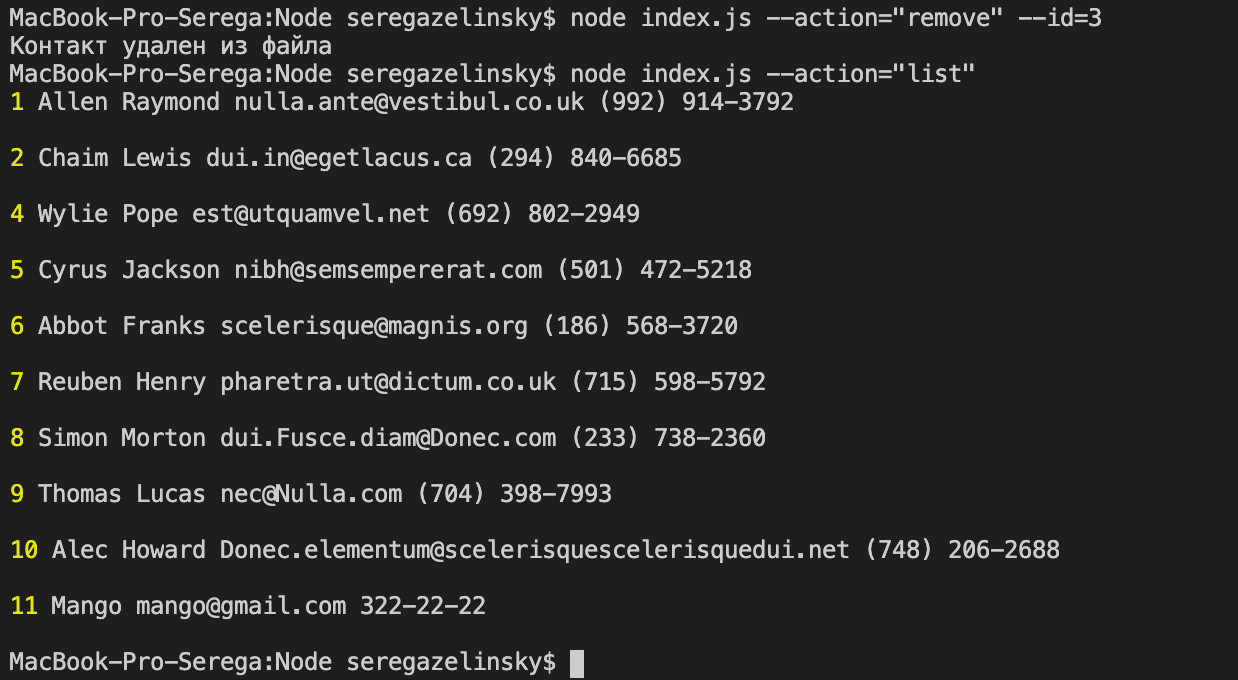 MacBook-Pro-Serega:Node seregazelinsky$ node index.js --action="remove" --id=3
Контакт удален из файла
MacBook-Pro-Serega:Node seregazelinsky$ node index.js --action="list"
1 Allen Raymond nulla.ante@vestibul.co.uk (992) 914-3792
2 Chaim Lewis dui.in@egetlacus.ca (294) 840-6685
4 Wylie Pope est@utquamvel.net (692) 802-2949
5 Cyrus Jackson nibh@semsempererat.com (501) 472-5218
6 Abbot Franks scelerisque@magnis.org (186) 568-3720
7 Reuben Henry pharetra.ut@dictum.co.uk (715) 598-5792
8 Simon Morton dui.Fusce.diam@Donec.com (233) 738-2360
9 Thomas Lucas nec@Nulla.com (704) 398-7993
10 Alec Howard Donec.elementum@scelerisquescelerisquedui.net (748) 206-2688
11 Mango mango@gmail.com 322-22-22
MacBook-Pro-Serega:Node seregazelinsky$